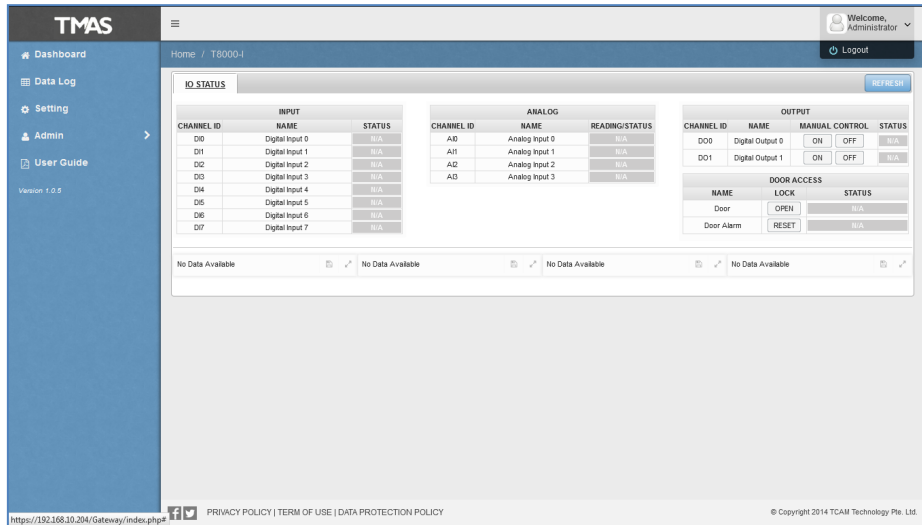 TMAS
Welcome,
Administrator
Logout
Dashboard
Data Log
Setting
Admin
User Guide
Version 1.0.5
Home / T8000-I
IO STATUS
REFRESH
INPUT
CHANNEL ID NAME STATUS
DI0 Digital Input 0 N/A
DI1 Digital Input 1 N/A
DI2 Digital Input 2 N/A
DI3 Digital Input 3 N/A
DI4 Digital Input 4 N/A
DI5 Digital Input 5 N/A
DI6 Digital Input 6 N/A
DI7 Digital Input 7 N/A
ANALOG
CHANNEL ID NAME READING/STATUS
AI0 Analog Input 0 N/A
AI1 Analog Input 1 N/A
AI2 Analog Input 2 N/A
AI3 Analog Input 3 N/A
OUTPUT
CHANNEL ID NAME MANUAL CONTROL STATUS
DO0 Digital Output 0 ON OFF N/A
DO1 Digital Output 1 ON OFF N/A
DOOR ACCESS
NAME LOCK STATUS
Door OPEN N/A
Door Alarm RESET N/A
No Data Available No Data Available No Data Available No Data Available
PRIVACY POLICY | TERM OF USE | DATA PROTECTION POLICY
© Copyright 2014 TCAM Technology Pte. Ltd.
https://192.168.10.204/Gateway/index.php#